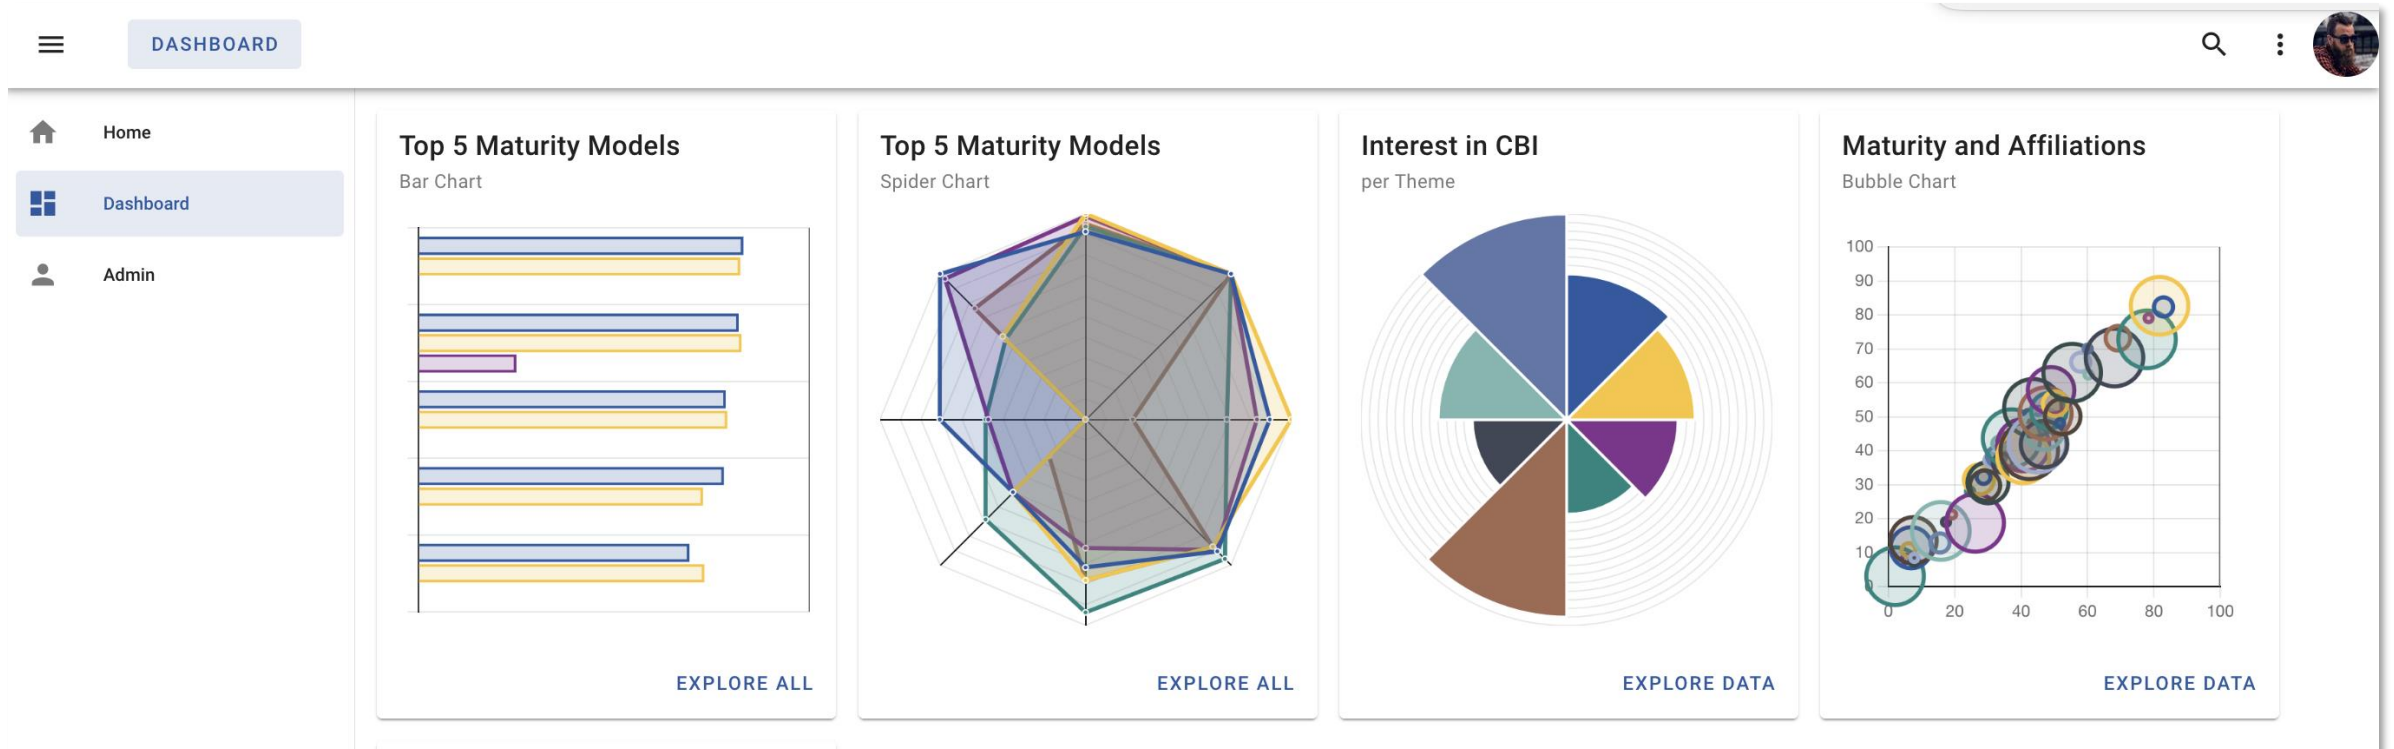 DASHBOARD
Home
Dashboard
Admin
Top 5 Maturity Models
Bar Chart
EXPLORE ALL
Top 5 Maturity Models
Spider Chart
EXPLORE ALL
Interest in CBI
per Theme
EXPLORE DATA
Maturity and Affiliations
Bubble Chart
100
90
80
70
60
50
40
30
20
10
0
0 20 40 60 80 100
EXPLORE DATA